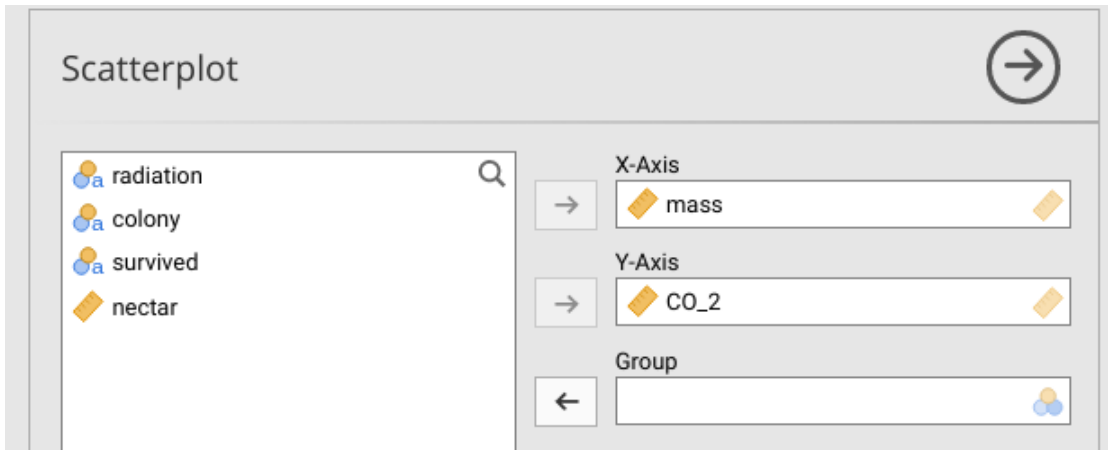 Scatterplot
radiation
colony
survived
nectar
X-Axis
mass
Y-Axis
CO_2
Group